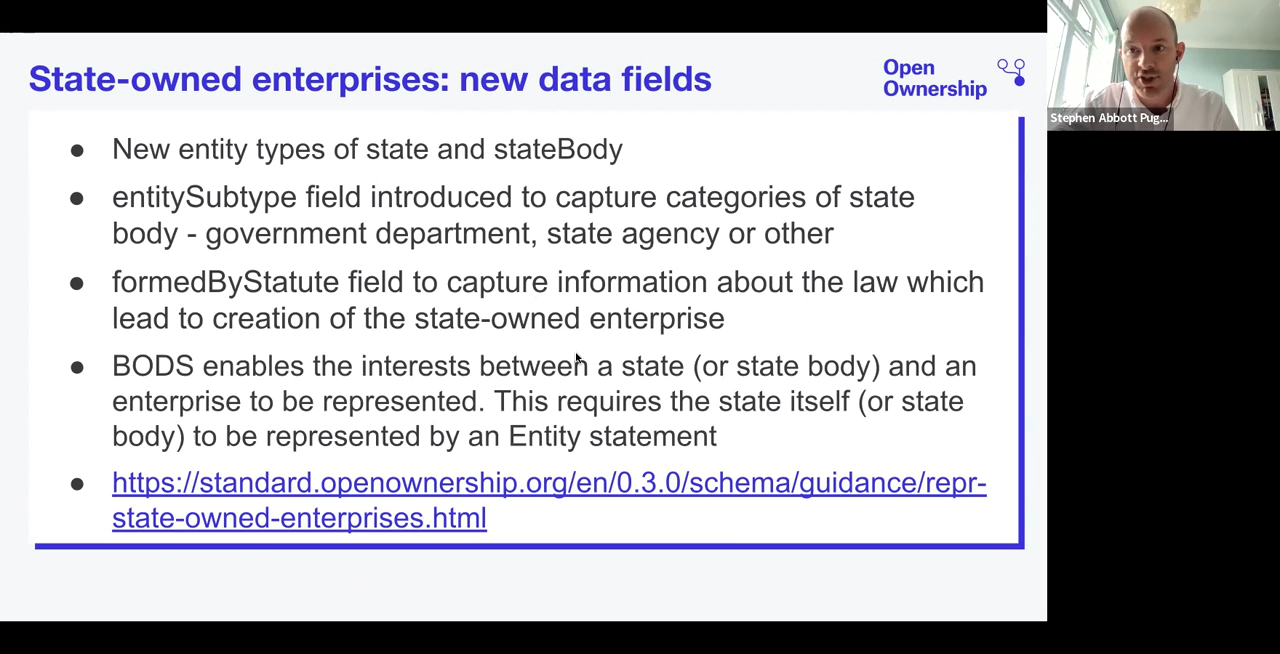 State-owned enterprises: new data fields
Open
Ownership
● New entity types of state and stateBody
● entitySubtype field introduced to capture categories of state
body - government department, state agency or other
● formedByStatute field to capture information about the law which
lead to creation of the state-owned enterprise
● BODS enables the interests between a state (or state body) and an
enterprise to be represented. This requires the state itself (or state
body) to be represented by an Entity statement
● https://standard.openownership.org/en/0.3.0/schema/guidance/repr-
state-owned-enterprises.html
Stephen Abbott Pug...